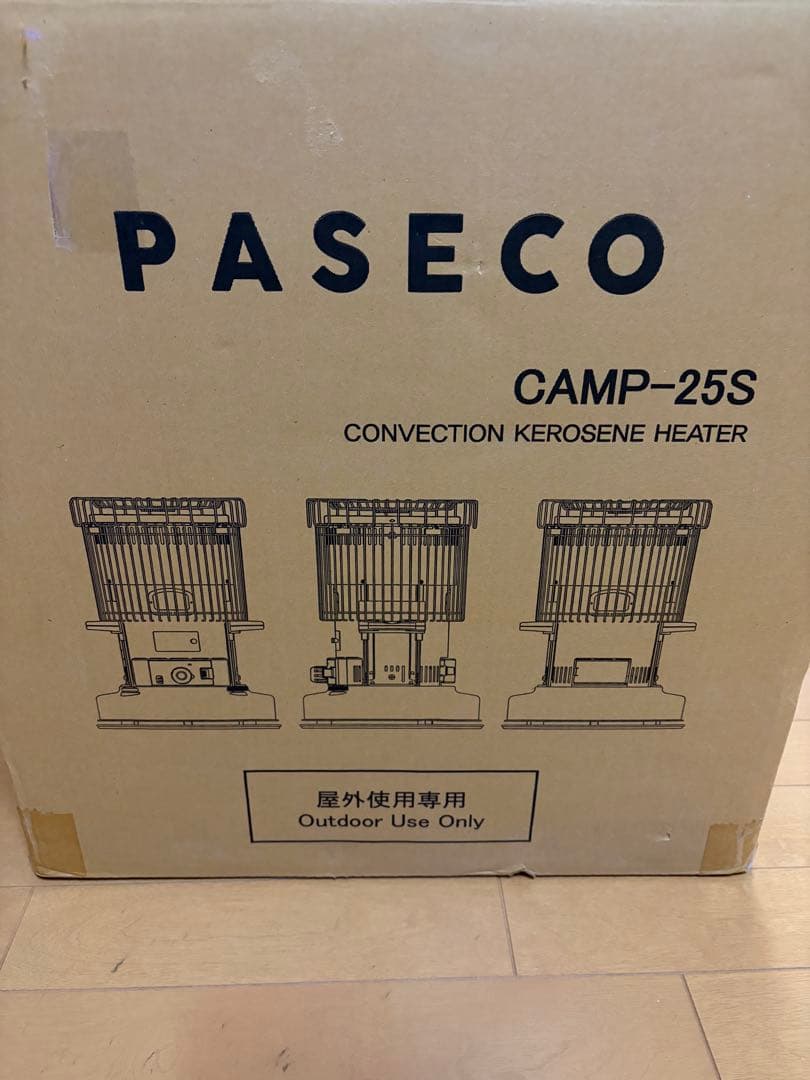 PASECO
CAMP-25S
CONVECTION KEROSENE HEATER
屋外使用専用
Outdoor Use Only